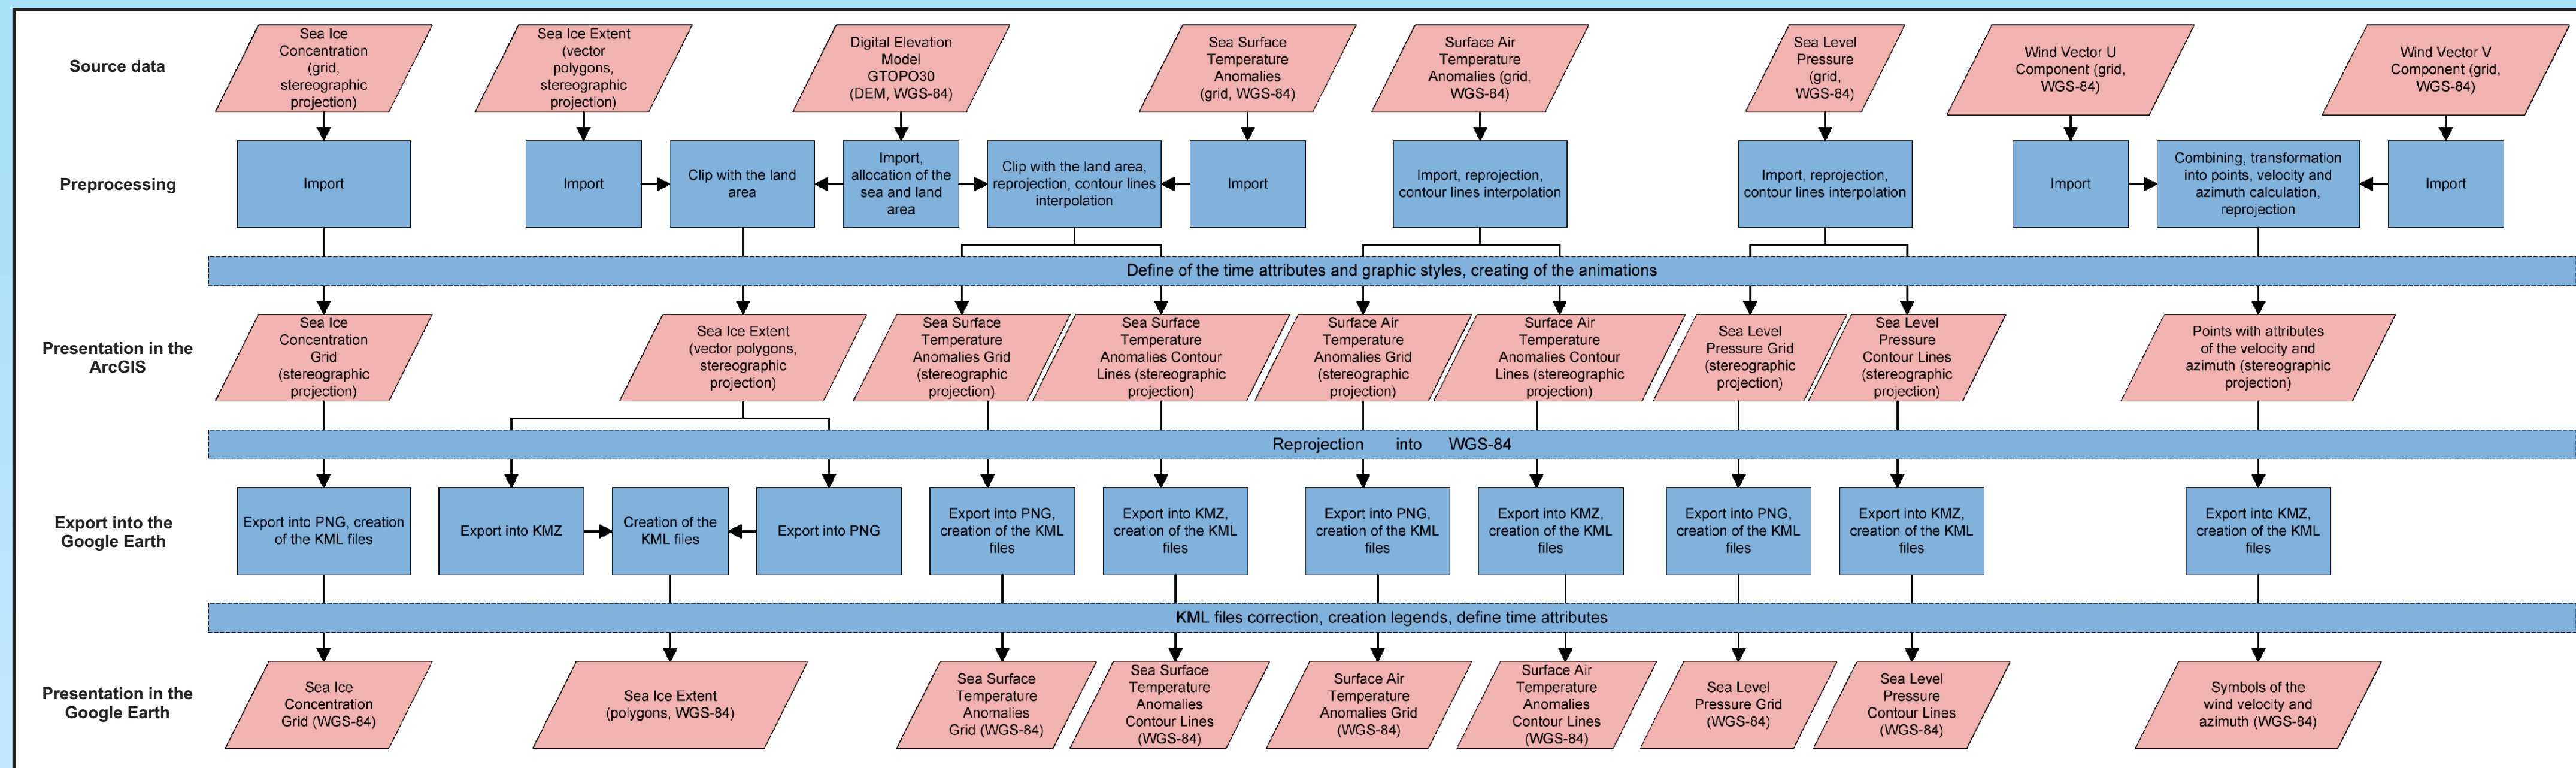 Source data
Sea Ice
Concentration
(grid,
stereographic
projection)
Sea Ice Extent
(vector
polygons,
stereographic
projection)
Digital Elevation
Model
GTOPO30
(DEM, WGS-84)
Sea Surface
Temperature
Anomalies
(grid, WGS-84)
Surface Air
Temperature
Anomalies (grid,
WGS-84)
Sea Level
Pressure
(grid,
WGS-84)
Wind Vector U
Component (grid,
WGS-84)
Wind Vector V
Component (grid,
WGS-84)
Preprocessing
Import
Import
Clip with the land
area
Import,
allocation of the
sea and land
area
Clip with the land area,
reprojection, contour lines
interpolation
Import
Import, reprojection,
contour lines interpolation
Import, reprojection,
contour lines interpolation
Import
Combining, transformation
into points, velocity and
azimuth calculation,
reprojection
Import
Define of the time attributes and graphic styles, creating of the animations
Presentation in the
ArcGIS
Sea Ice
Concentration
Grid
(stereographic
projection)
Sea Ice Extent
(vector polygons,
stereographic
projection)
Sea Surface
Temperature
Anomalies Grid
(stereographic
projection)
Sea Surface
Temperature
Anomalies Contour
Lines (stereographic
projection)
Surface Air
Temperature
Anomalies Grid
(stereographic
projection)
Surface Air
Temperature
Anomalies Contour
Lines (stereographic
projection)
Sea Level
Pressure Grid
(stereographic
projection)
Sea Level
Pressure
Contour Lines
(stereographic
projection)
Points with attributes
of the velocity and
azimuth (stereographic
projection)
Reprojection into WGS-84
Export into the
Google Earth
Export into PNG, creation
of the KML files
Export into KMZ
Creation of the
KML files
Export into PNG
Export into PNG,
creation of the KML
files
Export into KMZ,
creation of the KML
files
Export into PNG,
creation of the KML
files
Export into KMZ,
creation of the KML
files
Export into PNG,
creation of the KML
files
Export into KMZ,
creation of the KML
files
Export into KMZ,
creation of the KML
files
KML files correction, creation legends, define time attributes
Presentation in the
Google Earth
Sea Ice
Concentration
Grid (WGS-84)
Sea Ice Extent
(polygons, WGS-84)
Sea Surface
Temperature
Anomalies
Grid (WGS-84)
Sea Surface
Temperature
Anomalies
Contour Lines
(WGS-84)
Surface Air
Temperature
Anomalies Grid
(WGS-84)
Surface Air
Temperature
Anomalies
Contour Lines
(WGS-84)
Sea Level
Pressure Grid
(WGS-84)
Sea Level
Pressure
Contour Lines
(WGS-84)
Symbols of the
wind velocity and
azimuth (WGS-84)